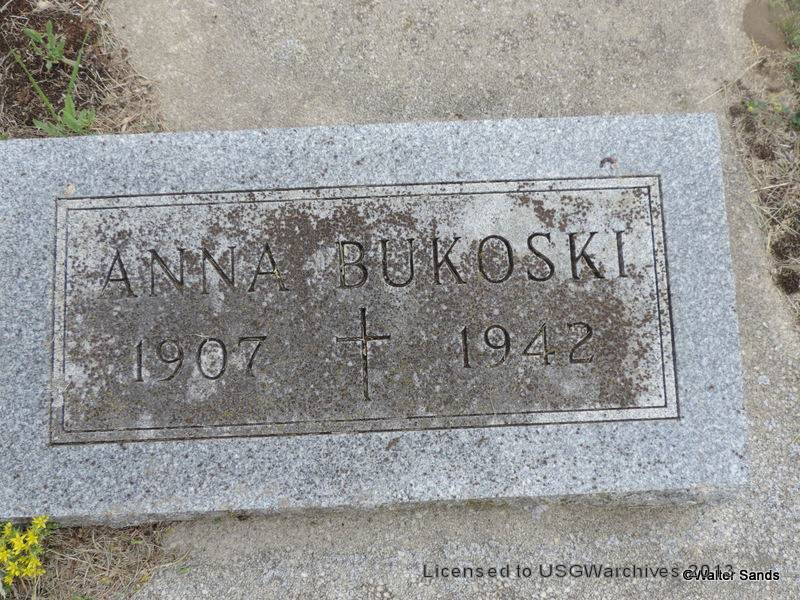 ANNA BUKOSKI
1907 1942
Licensed to USGWarchives 2013
©Walter Sands